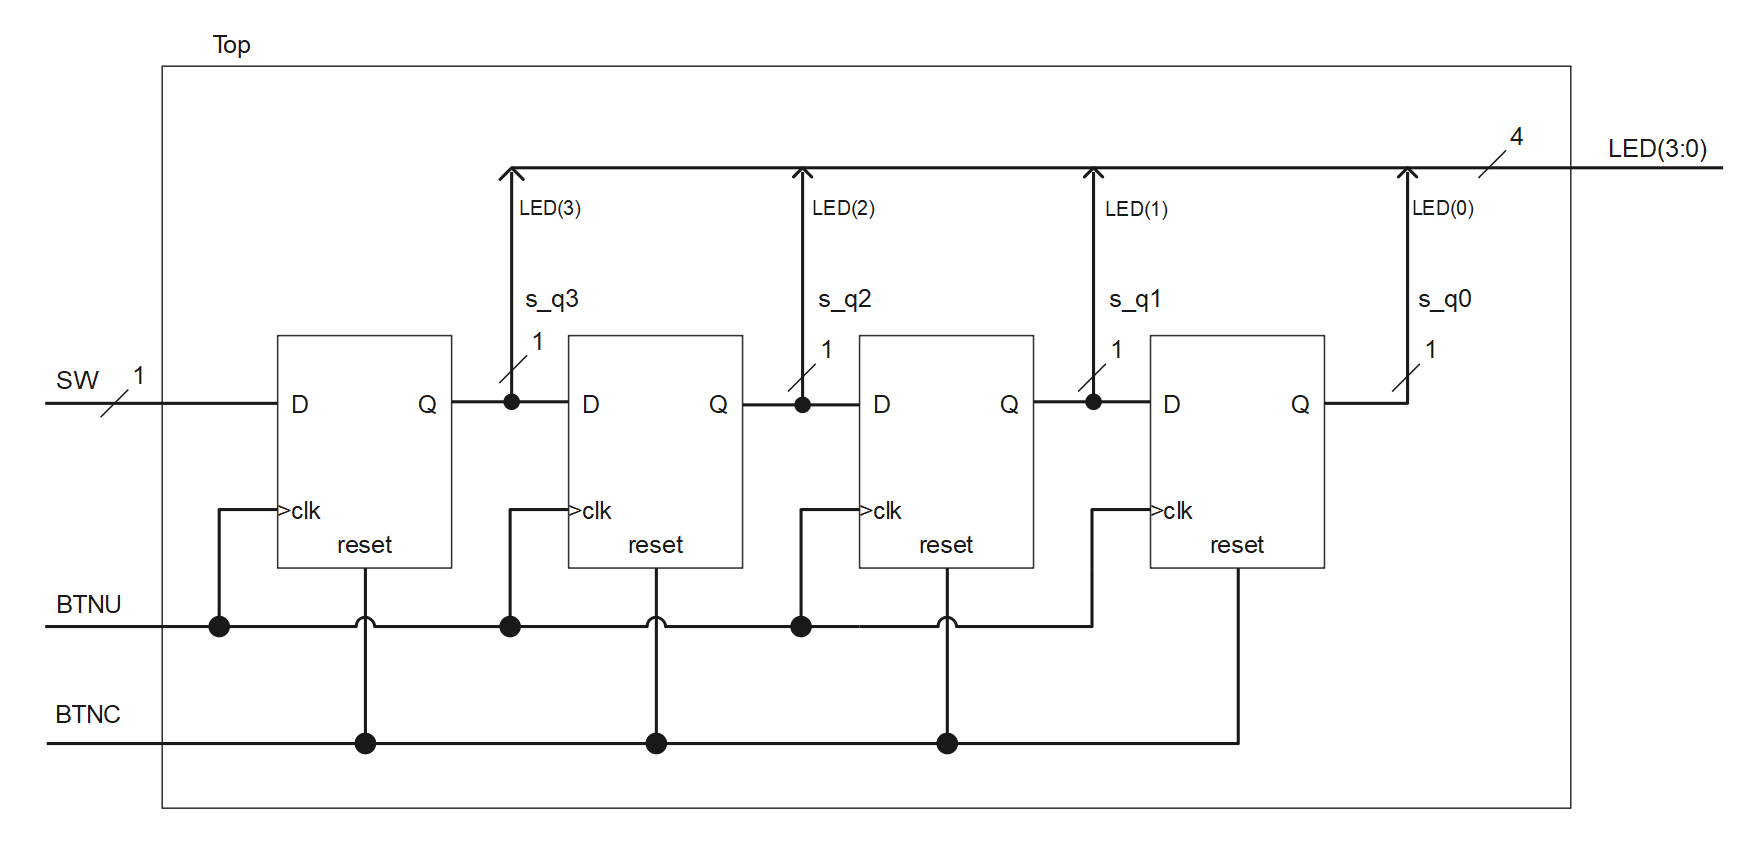 Top
4
LED(3:0)
LED(3)
LED(2)
LED(1)
LED(0)
s_q3
s_q2
s_q1
s_q0
1
1
1
1
SW
1
D
Q
D
Q
D
Q
D
Q
>clk
>clk
>clk
>clk
reset
reset
reset
reset
BTNU
BTNC